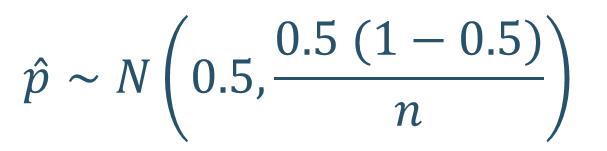 p̂ ~ N(0.5, 0.5 (1 − 0.5) / n)